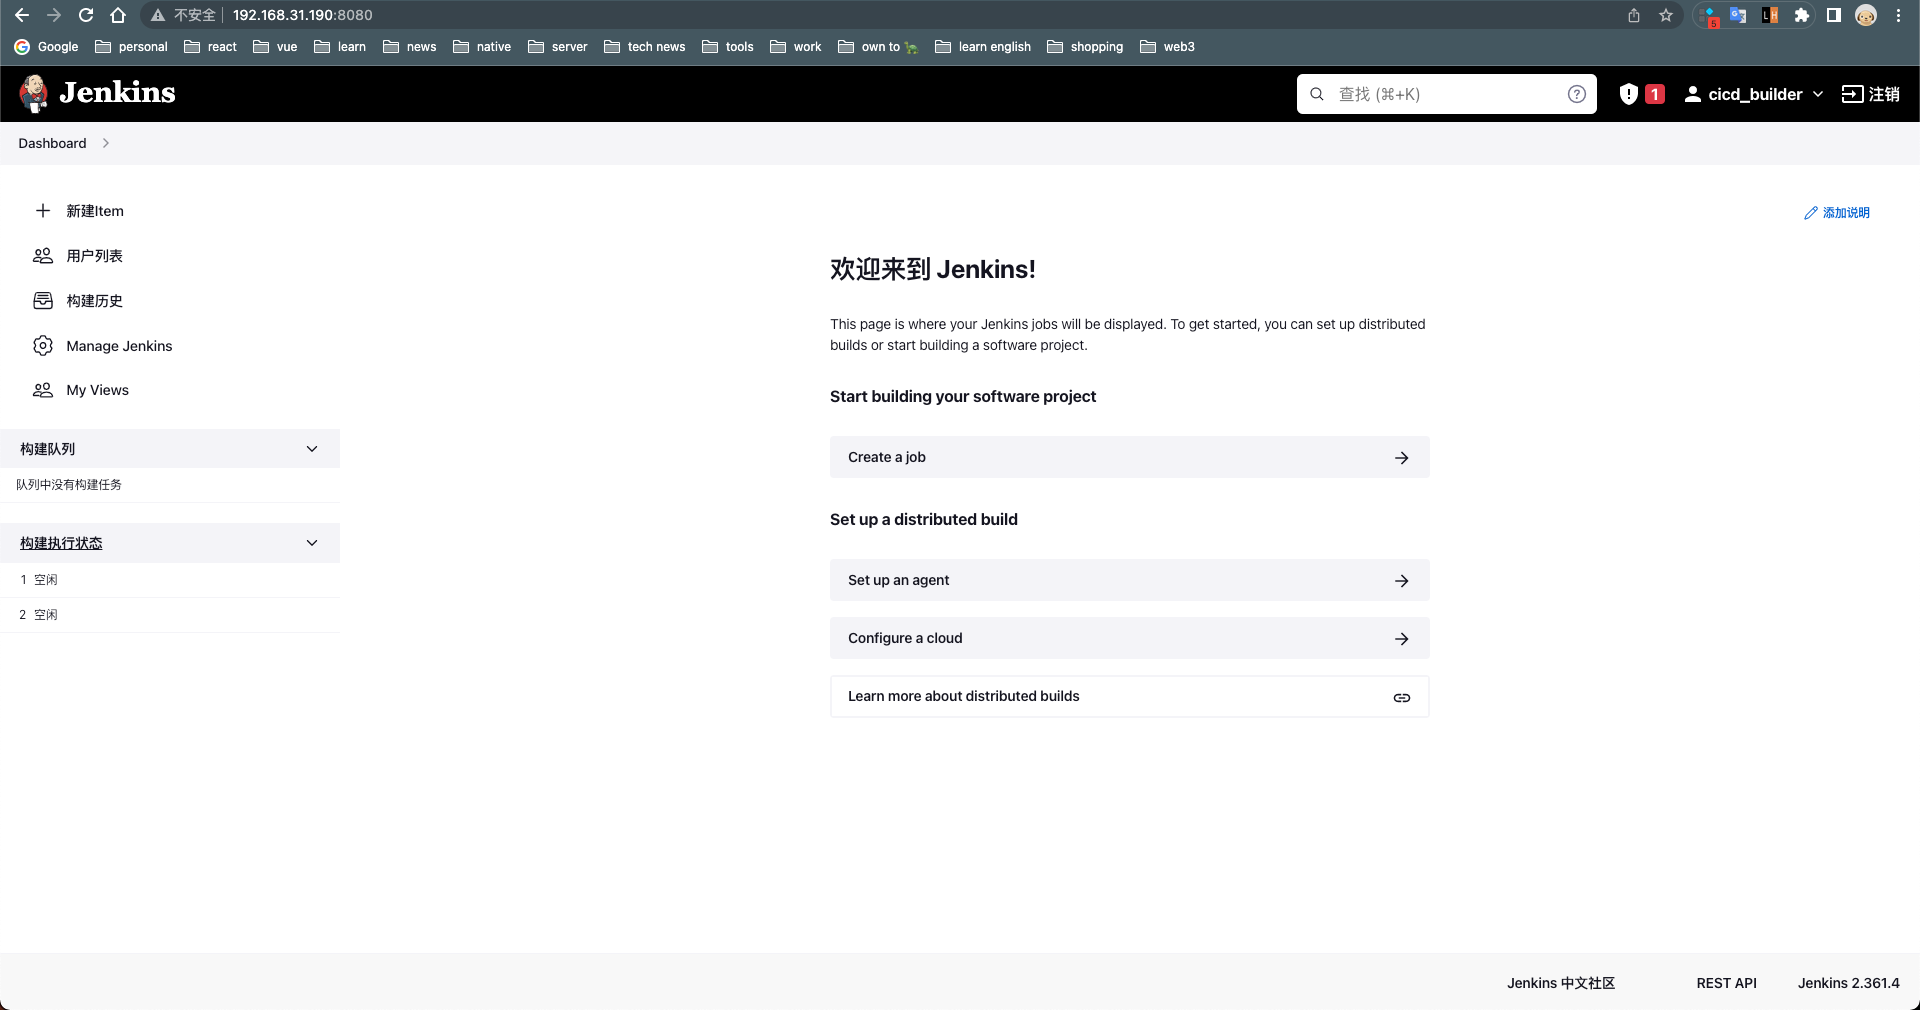 不安全 192.168.31.190:8080
5
Google personal react vue learn news native server tech news tools work own to learn english shopping web3
Jenkins
查找 (⌘+K)
1
cicd_builder
注销
Dashboard
新建Item
用户列表
构建历史
Manage Jenkins
My Views
构建队列
队列中没有构建任务
构建执行状态
1 空闲
2 空闲
添加说明
欢迎来到 Jenkins!
This page is where your Jenkins jobs will be displayed. To get started, you can set up distributed
builds or start building a software project.
Start building your software project
Create a job
Set up a distributed build
Set up an agent
Configure a cloud
Learn more about distributed builds
Jenkins 中文社区
REST API
Jenkins 2.361.4